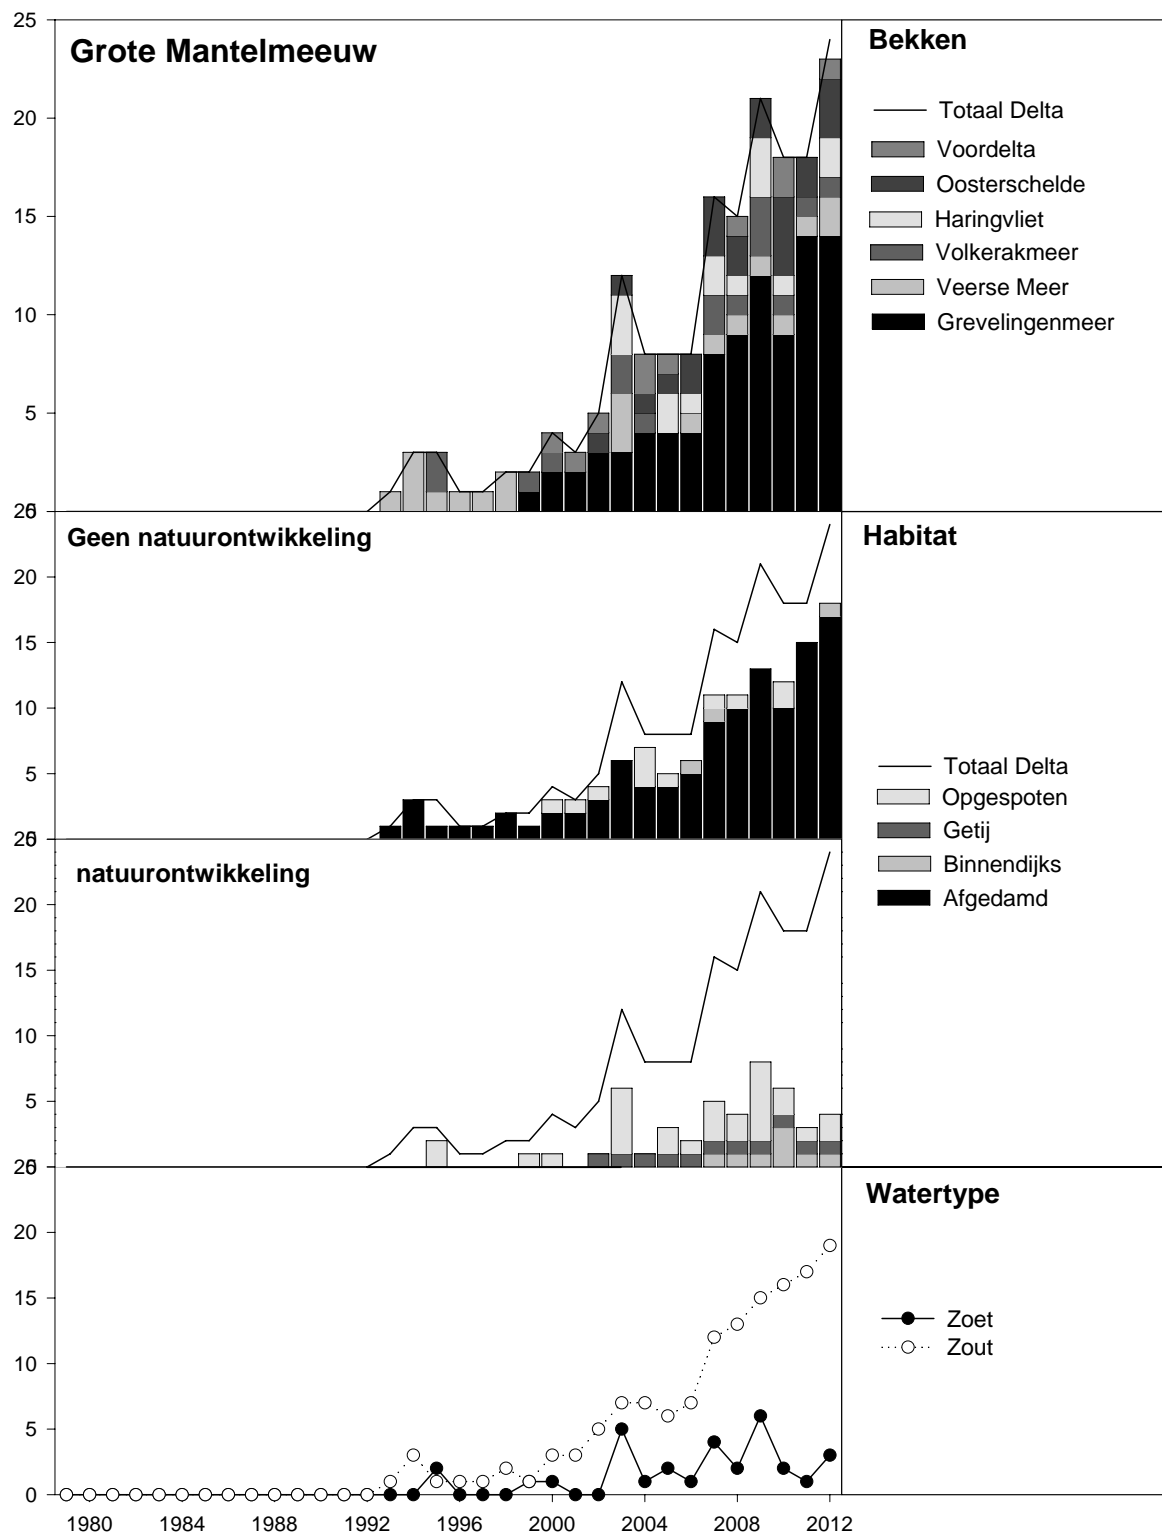 25
20
15
10
5
Grote Mantelmeeuw
Bekken
Totaal Delta
Voordelta
Oosterschelde
Haringvliet
Volkerakmeer
Veerse Meer
Grevelingenmeer
20
15
10
5
Geen natuurontwikkeling
Habitat
Totaal Delta
Opgespoten
Getij
Binnendijks
Afgedamd
20
15
10
5
natuurontwikkeling
20
15
10
5
0
Watertype
Zoet
Zout
1980 1984 1988 1992 1996 2000 2004 2008 2012